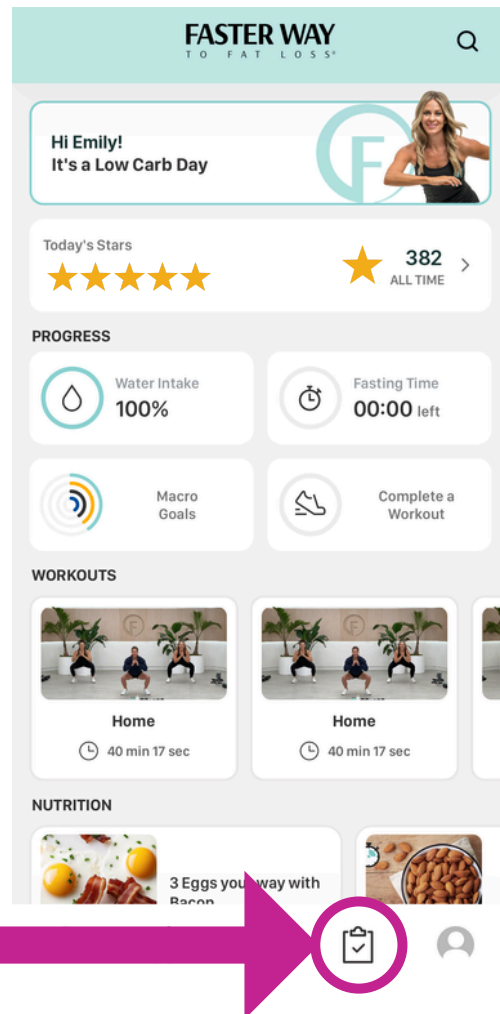 FASTER WAY
TO FAT LOSS®
Hi Emily!
It's a Low Carb Day
Today's Stars
382
ALL TIME
PROGRESS
Water Intake
100%
Fasting Time
00:00 left
Macro
Goals
Complete a
Workout
WORKOUTS
Home
40 min 17 sec
Home
40 min 17 sec
NUTRITION
3 Eggs your way with
Bacon